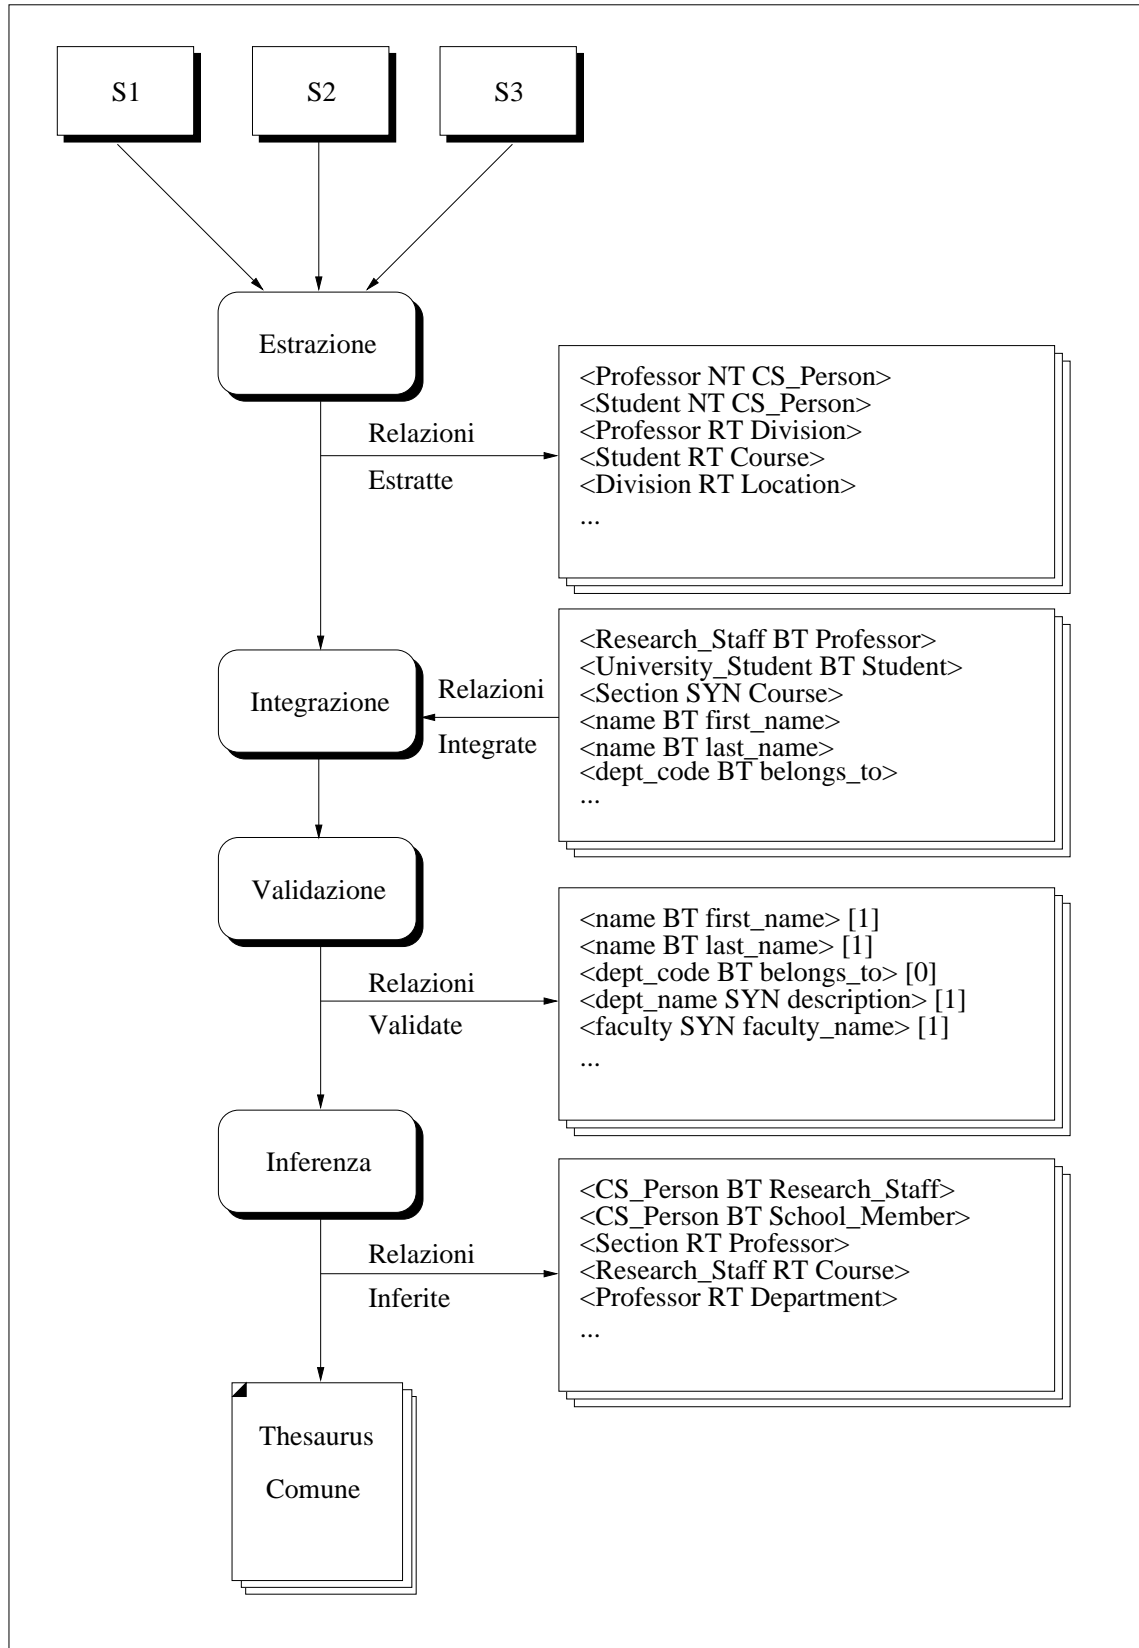 S1
S2
S3
Estrazione
Relazioni
Estratte
<Professor NT CS_Person>
<Student NT CS_Person>
<Professor RT Division>
<Student RT Course>
<Division RT Location>
...
Integrazione
Relazioni
Integrate
<Research_Staff BT Professor>
<University_Student BT Student>
<Section SYN Course>
<name BT first_name>
<name BT last_name>
<dept_code BT belongs_to>
...
Validazione
Relazioni
Validate
<name BT first_name> [1]
<name BT last_name> [1]
<dept_code BT belongs_to> [0]
<dept_name SYN description> [1]
<faculty SYN faculty_name> [1]
...
Inferenza
Relazioni
Inferite
<CS_Person BT Research_Staff>
<CS_Person BT School_Member>
<Section RT Professor>
<Research_Staff RT Course>
<Professor RT Department>
...
Thesaurus
Comune